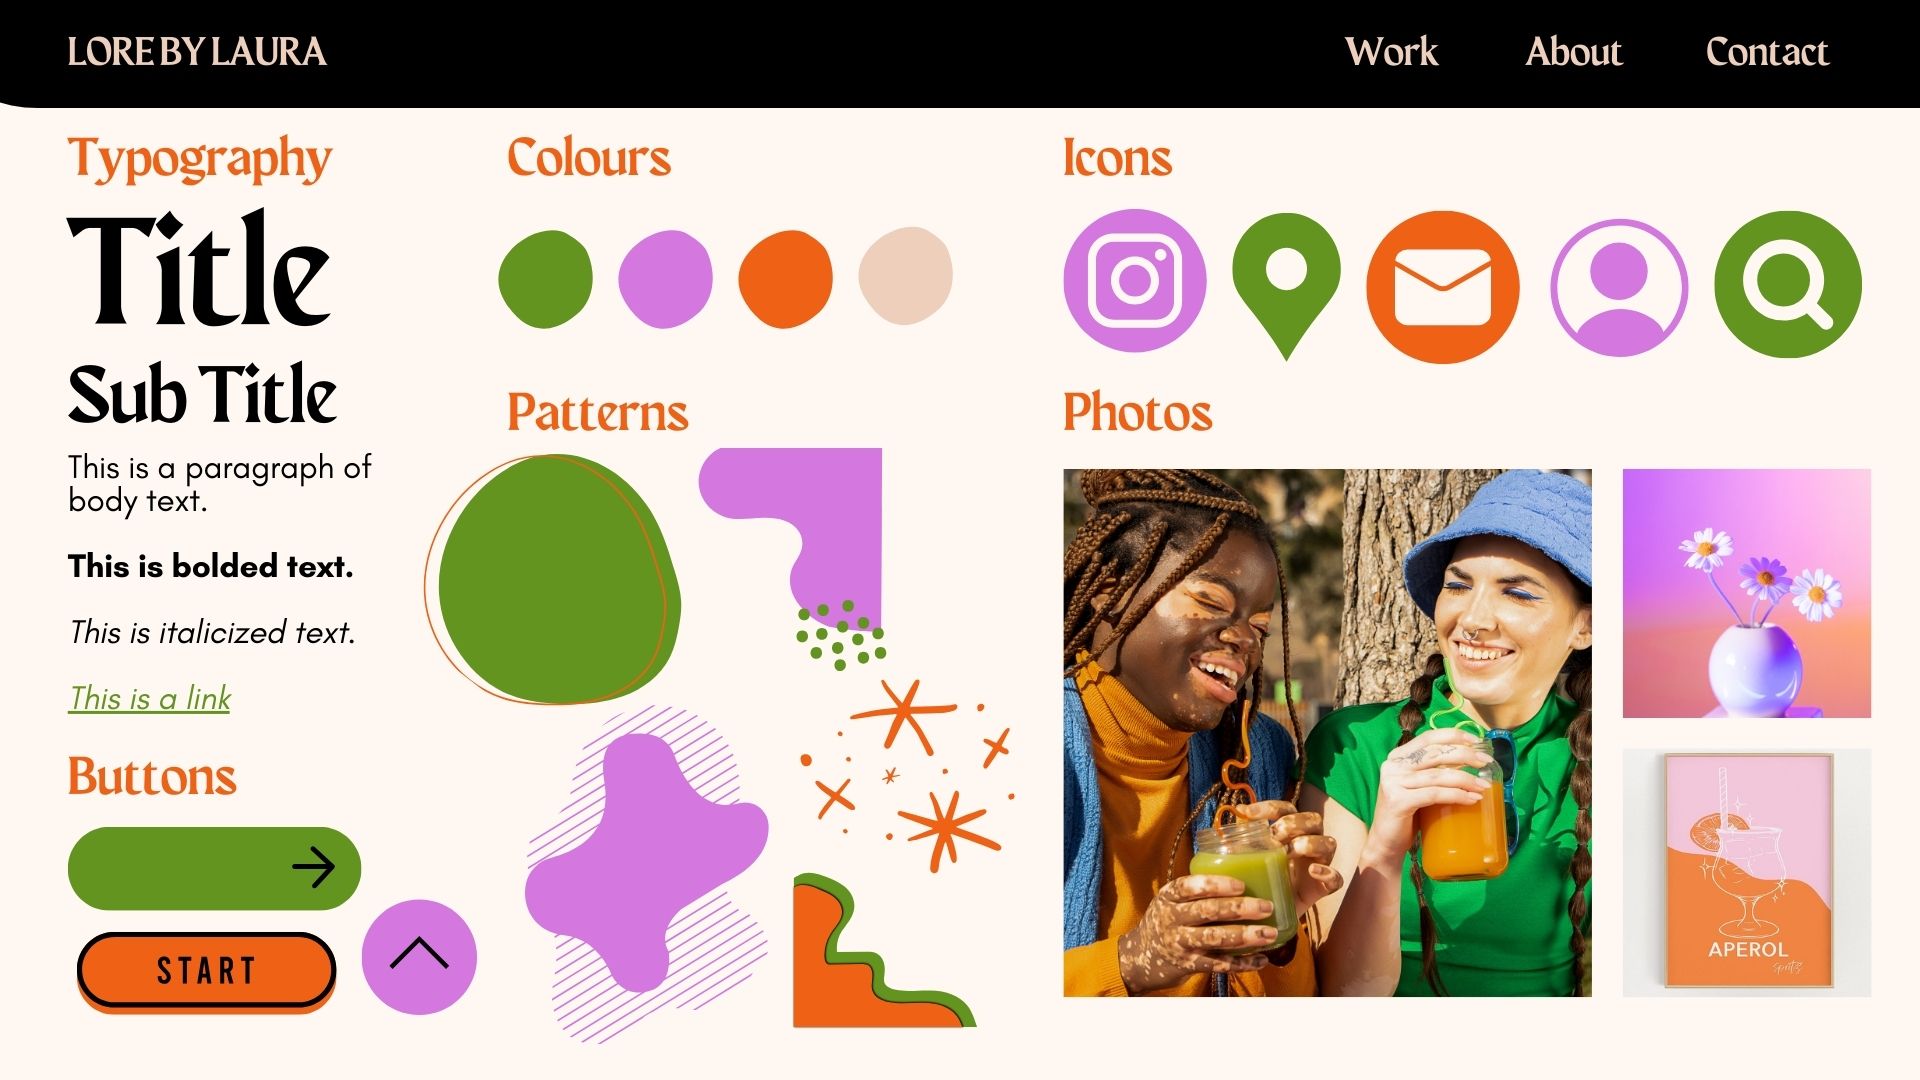 LORE BY LAURA
Work
About
Contact
Typography
Title
Sub Title
This is a paragraph of
body text.
This is bolded text.
This is italicized text.
This is a link
Buttons
START
Colours
Patterns
Icons
Photos
APEROL
Spritz